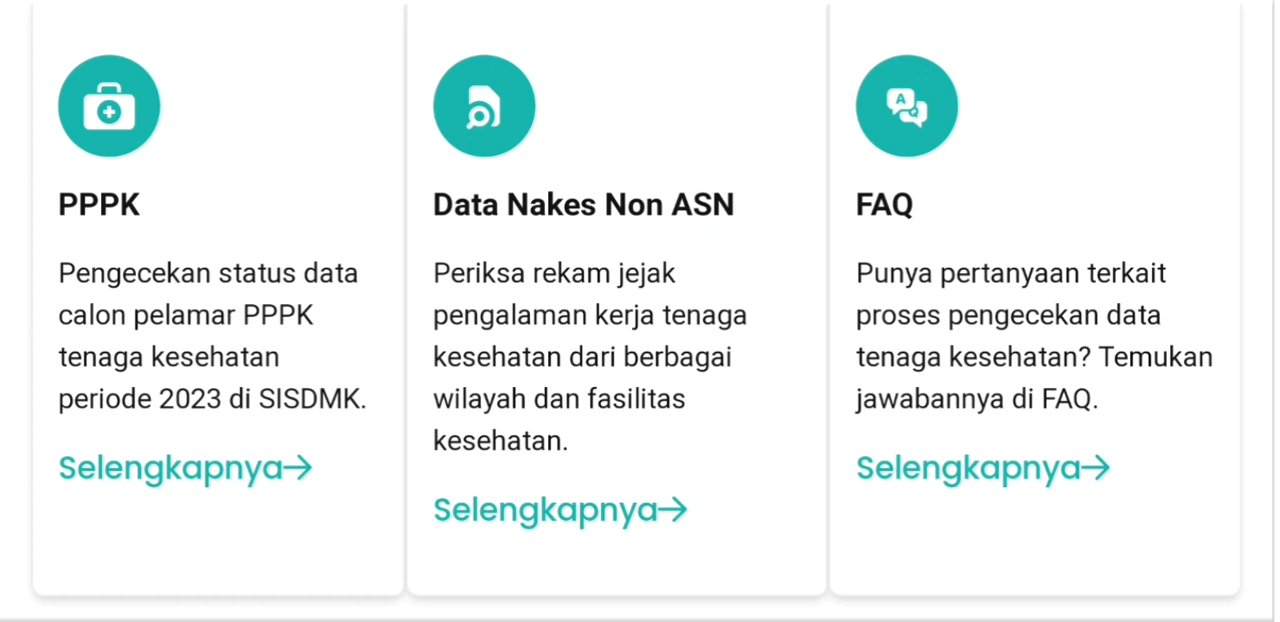 PPPK
Pengecekan status data
calon pelamar PPPK
tenaga kesehatan
periode 2023 di SISDMK.
Selengkapnya→
Data Nakes Non ASN
Periksa rekam jejak
pengalaman kerja tenaga
kesehatan dari berbagai
wilayah dan fasilitas
kesehatan.
Selengkapnya→
A
Q
FAQ
Punya pertanyaan terkait
proses pengecekan data
tenaga kesehatan? Temukan
jawabannya di FAQ.
Selengkapnya→